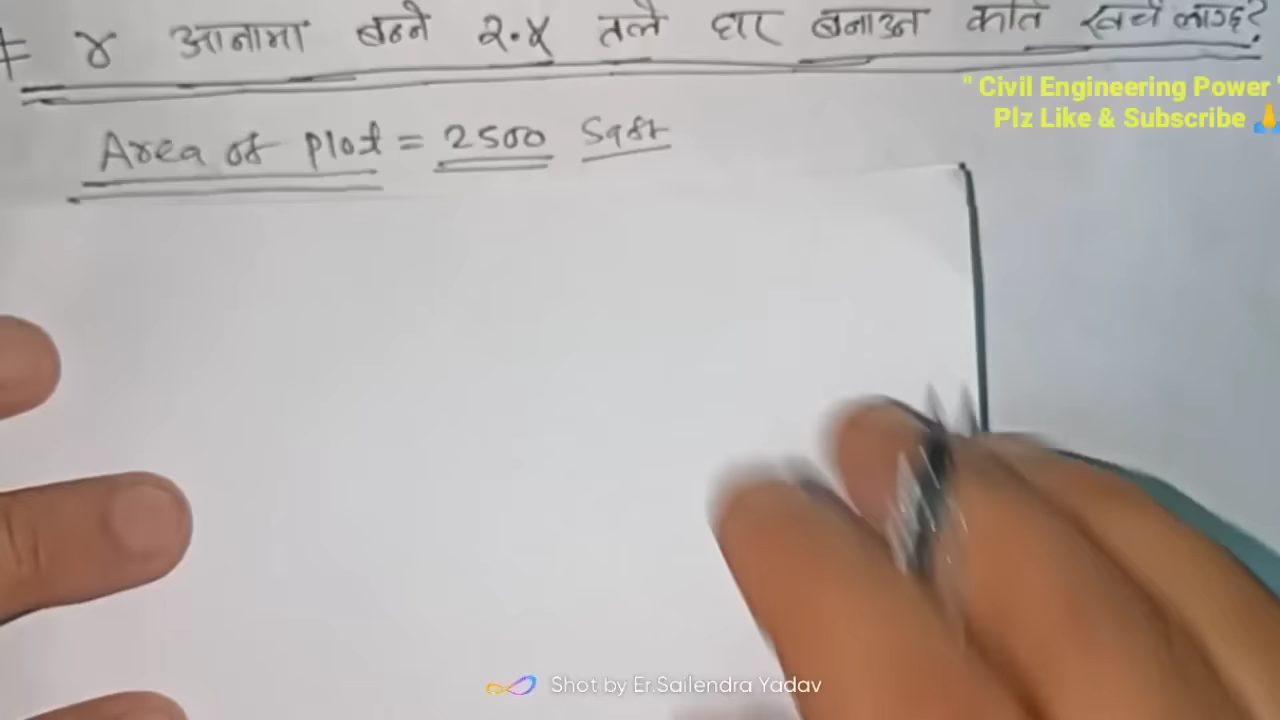 # ४ आनामा बन्ने २.५ तले घर बनाउन कति खर्च लाग्छ?
" Civil Engineering Power "
Plz Like & Subscribe 🙏
Area of plot = 2500 Sqft
Shot by Er.Sailendra Yadav